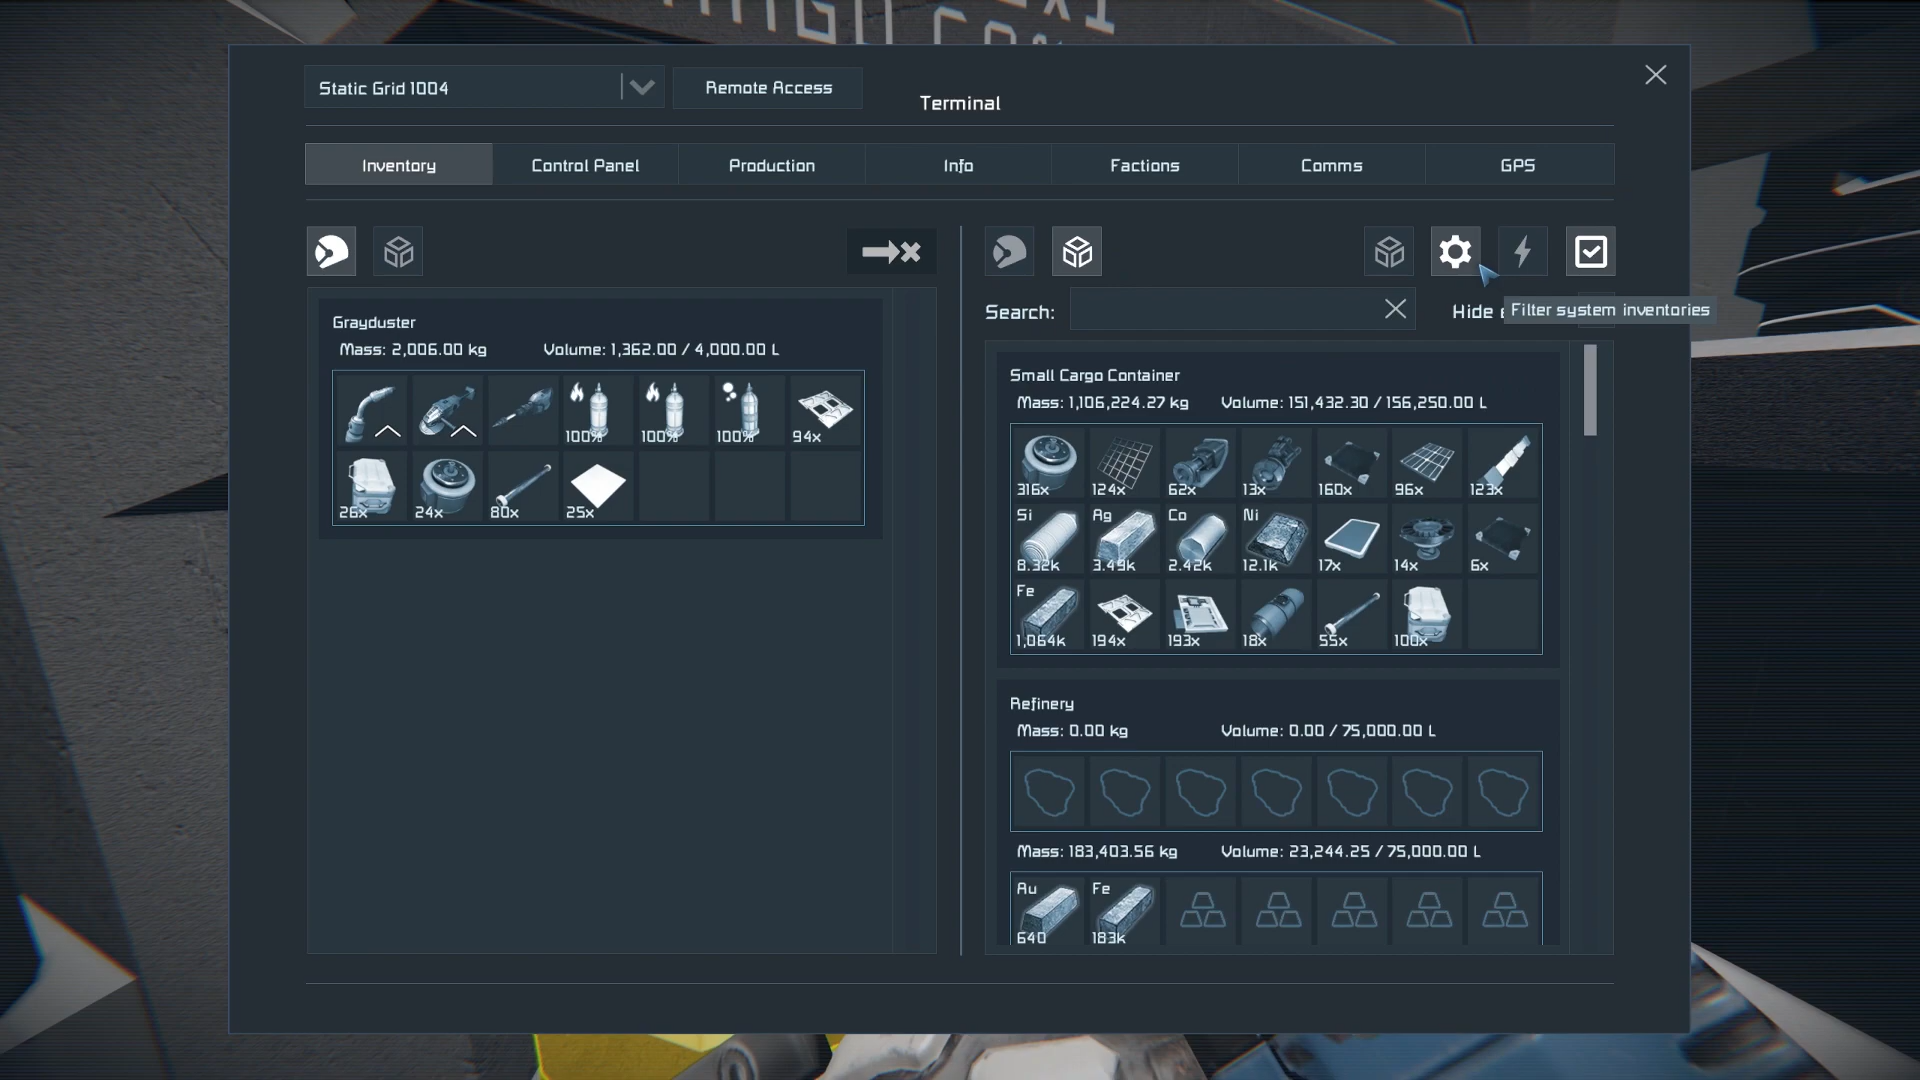 Static Grid 1004
Remote Access
Terminal
Inventory
Control Panel
Production
Info
Factions
Comms
GPS
Search:
Hide
Filter system inventories
Grayduster
Mass: 2,006.00 kg
Volume: 1,362.00 / 4,000.00 L
100%
100%
100%
94x
26x
24x
80x
25x
Small Cargo Container
Mass: 1,106,224.27 kg
Volume: 151,432.30 / 156,250.00 L
316x
124x
62x
13x
160x
96x
123x
Si
8.32k
Ag
3.49k
Co
2.42k
Ni
12.1k
17x
14x
6x
Fe
1,064k
194x
193x
18x
55x
100x
Refinery
Mass: 0.00 kg
Volume: 0.00 / 75,000.00 L
Mass: 183,403.56 kg
Volume: 23,244.25 / 75,000.00 L
Au
640
Fe
183k